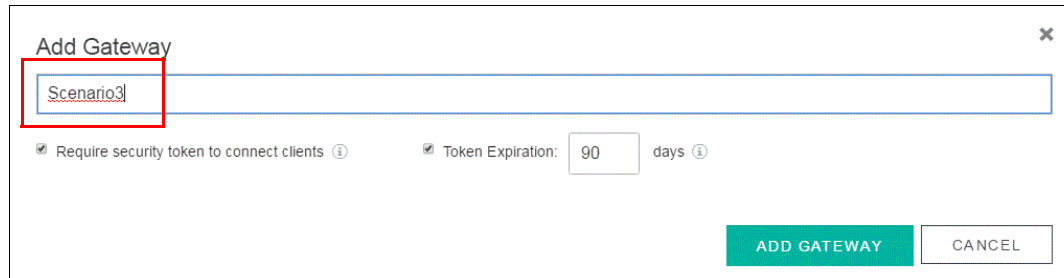 Add Gateway
Scenario3
Require security token to connect clients Token Expiration: 90 days
ADD GATEWAY CANCEL